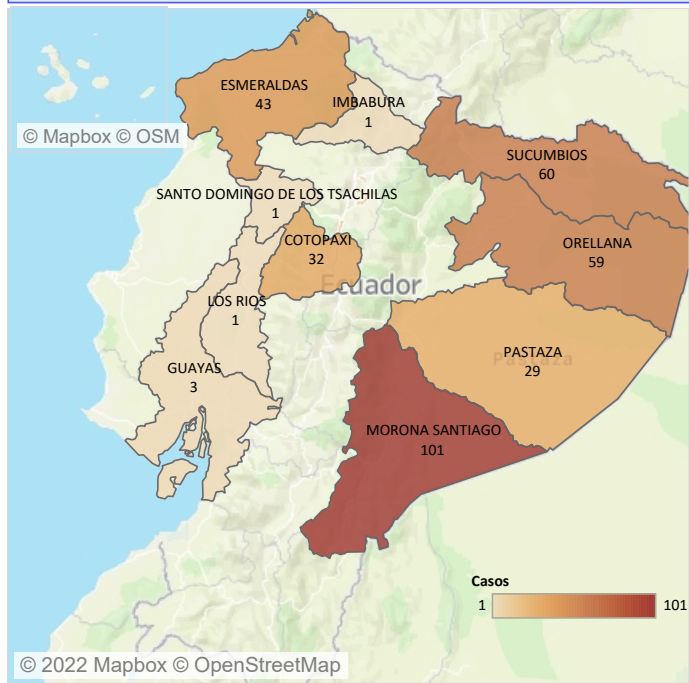 ESMERALDAS
43
IMBABURA
1
© Mapbox © OSM
SUCUMBIOS
60
SANTO DOMINGO DE LOS TSACHILAS
1
COTOPAXI
32
ORELLANA
59
Ecuador
LOS RIOS
1
PASTAZA
Pastaza
29
GUAYAS
3
MORONA SANTIAGO
101
Casos
1 101
© 2022 Mapbox © OpenStreetMap